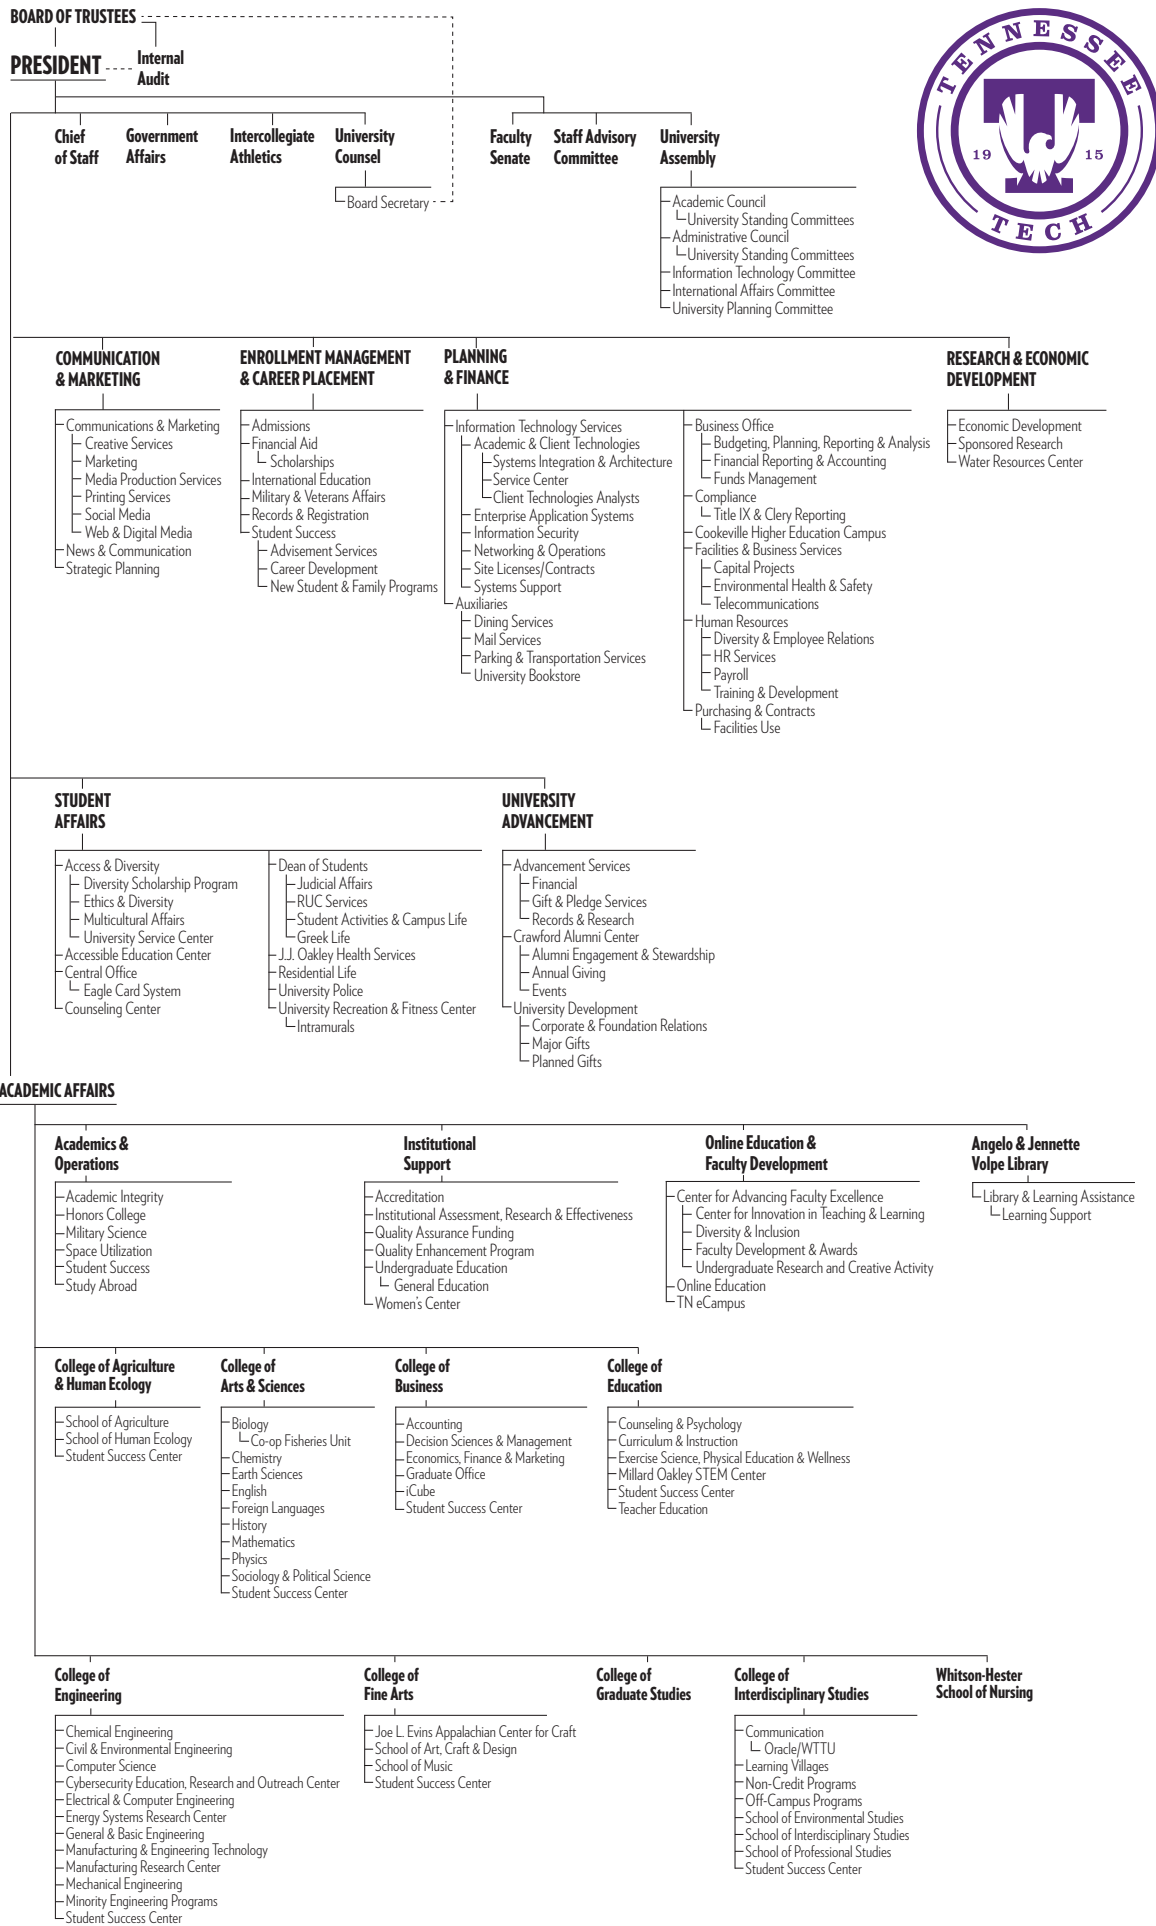 BOARD OF TRUSTEES
PRESIDENT
Internal
Audit
TENNESSEE
19 15
TECH
Chief
of Staff
Government
Affairs
Intercollegiate
Athletics
University
Counsel
Board Secretary
Faculty
Senate
Staff Advisory
Committee
University
Assembly
Academic Council
University Standing Committees
Administrative Council
University Standing Committees
Information Technology Committee
International Affairs Committee
University Planning Committee
COMMUNICATION
& MARKETING
Communications & Marketing
Creative Services
Marketing
Media Production Services
Printing Services
Social Media
Web & Digital Media
News & Communication
Strategic Planning
ENROLLMENT MANAGEMENT
& CAREER PLACEMENT
Admissions
Financial Aid
Scholarships
International Education
Military & Veterans Affairs
Records & Registration
Student Success
Advisement Services
Career Development
New Student & Family Programs
PLANNING
& FINANCE
Information Technology Services
Academic & Client Technologies
Systems Integration & Architecture
Service Center
Client Technologies Analysts
Enterprise Application Systems
Information Security
Networking & Operations
Site Licenses/Contracts
Systems Support
Auxiliaries
Dining Services
Mail Services
Parking & Transportation Services
University Bookstore
Business Office
Budgeting, Planning, Reporting & Analysis
Financial Reporting & Accounting
Funds Management
Compliance
Title IX & Clery Reporting
Cookeville Higher Education Campus
Facilities & Business Services
Capital Projects
Environmental Health & Safety
Telecommunications
Human Resources
Diversity & Employee Relations
HR Services
Payroll
Training & Development
Purchasing & Contracts
Facilities Use
RESEARCH & ECONOMIC
DEVELOPMENT
Economic Development
Sponsored Research
Water Resources Center
STUDENT
AFFAIRS
Access & Diversity
Diversity Scholarship Program
Ethics & Diversity
Multicultural Affairs
University Service Center
Accessible Education Center
Central Office
Eagle Card System
Counseling Center
Dean of Students
Judicial Affairs
RUC Services
Student Activities & Campus Life
Greek Life
J.J. Oakley Health Services
Residential Life
University Police
University Recreation & Fitness Center
Intramurals
UNIVERSITY
ADVANCEMENT
Advancement Services
Financial
Gift & Pledge Services
Records & Research
Crawford Alumni Center
Alumni Engagement & Stewardship
Annual Giving
Events
University Development
Corporate & Foundation Relations
Major Gifts
Planned Gifts
ACADEMIC AFFAIRS
Academics &
Operations
Academic Integrity
Honors College
Military Science
Space Utilization
Student Success
Study Abroad
Institutional
Support
Accreditation
Institutional Assessment, Research & Effectiveness
Quality Assurance Funding
Quality Enhancement Program
Undergraduate Education
General Education
Women's Center
Online Education &
Faculty Development
Center for Advancing Faculty Excellence
Center for Innovation in Teaching & Learning
Diversity & Inclusion
Faculty Development & Awards
Undergraduate Research and Creative Activity
Online Education
TN eCampus
Angelo & Jennette
Volpe Library
Library & Learning Assistance
Learning Support
College of Agriculture
& Human Ecology
School of Agriculture
School of Human Ecology
Student Success Center
College of
Arts & Sciences
Biology
Co-op Fisheries Unit
Chemistry
Earth Sciences
English
Foreign Languages
History
Mathematics
Physics
Sociology & Political Science
Student Success Center
College of
Business
Accounting
Decision Sciences & Management
Economics, Finance & Marketing
Graduate Office
iCube
Student Success Center
College of
Education
Counseling & Psychology
Curriculum & Instruction
Exercise Science, Physical Education & Wellness
Millard Oakley STEM Center
Student Success Center
Teacher Education
College of
Engineering
Chemical Engineering
Civil & Environmental Engineering
Computer Science
Cybersecurity Education, Research and Outreach Center
Electrical & Computer Engineering
Energy Systems Research Center
General & Basic Engineering
Manufacturing & Engineering Technology
Manufacturing Research Center
Mechanical Engineering
Minority Engineering Programs
Student Success Center
College of
Fine Arts
Joe L. Evins Appalachian Center for Craft
School of Art, Craft & Design
School of Music
Student Success Center
College of
Graduate Studies
College of
Interdisciplinary Studies
Communication
Oracle/WTTU
Learning Villages
Non-Credit Programs
Off-Campus Programs
School of Environmental Studies
School of Interdisciplinary Studies
School of Professional Studies
Student Success Center
Whitson-Hester
School of Nursing